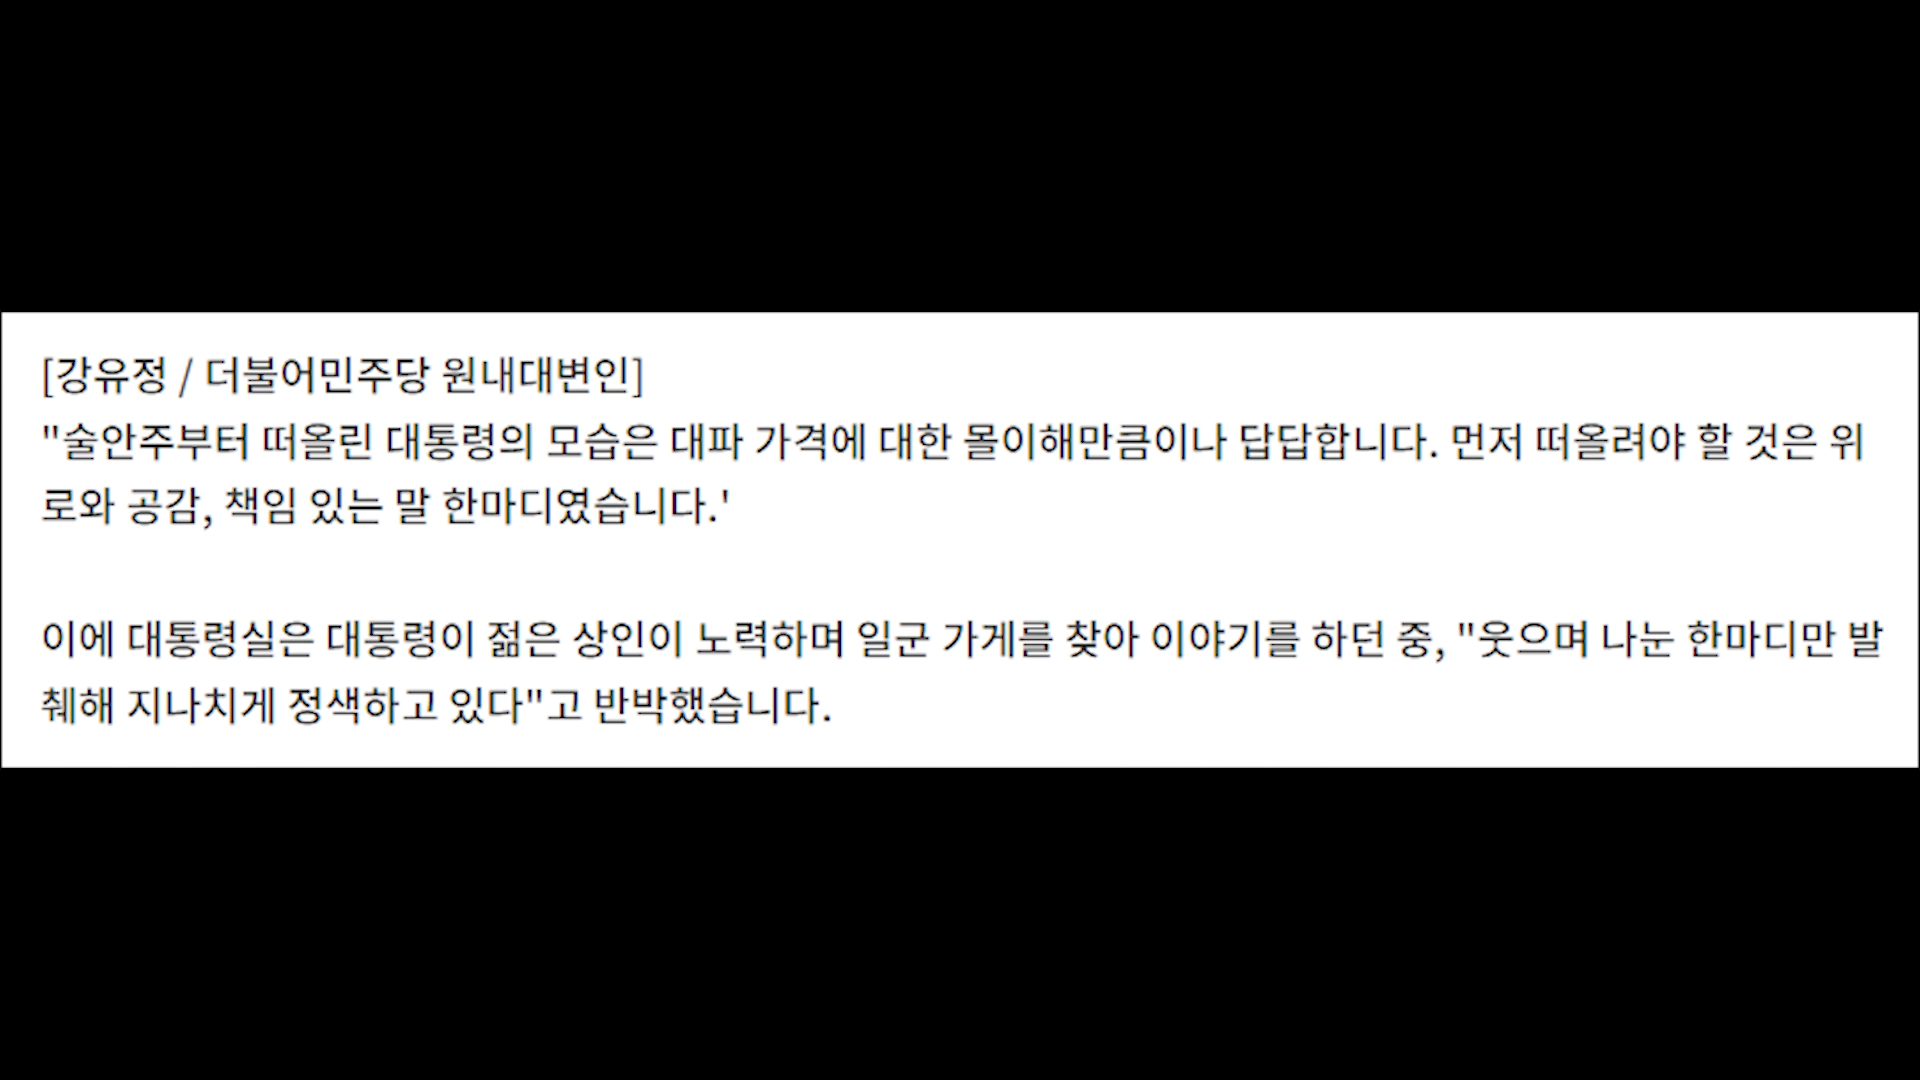 [강유정 / 더불어민주당 원내대변인]
"술안주부터 떠올린 대통령의 모습은 대파 가격에 대한 몰이해만큼이나 답답합니다. 먼저 떠올려야 할 것은 위
로와 공감, 책임 있는 말 한마디였습니다.'
이에 대통령실은 대통령이 젊은 상인이 노력하며 일군 가게를 찾아 이야기를 하던 중, "웃으며 나눈 한마디만 발
췌해 지나치게 정색하고 있다"고 반박했습니다.